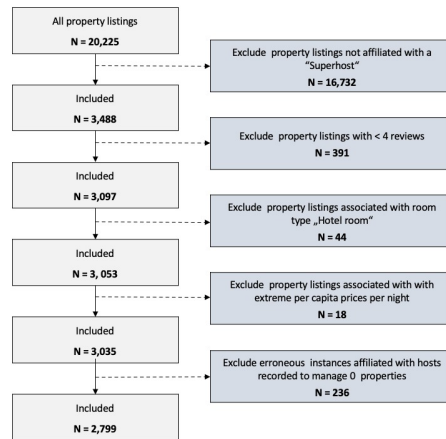 All property listings
N = 20,225
Exclude property listings not affiliated with a
"Superhost"
N = 16,732
Included
N = 3,488
Exclude property listings with < 4 reviews
N = 391
Included
N = 3,097
Exclude property listings associated with room
type „Hotel room“
N = 44
Included
N = 3, 053
Exclude property listings associated with with
extreme per capita prices per night
N = 18
Included
N = 3,035
Exclude erroneous instances affiliated with hosts
recorded to manage 0 properties
N = 236
Included
N = 2,799